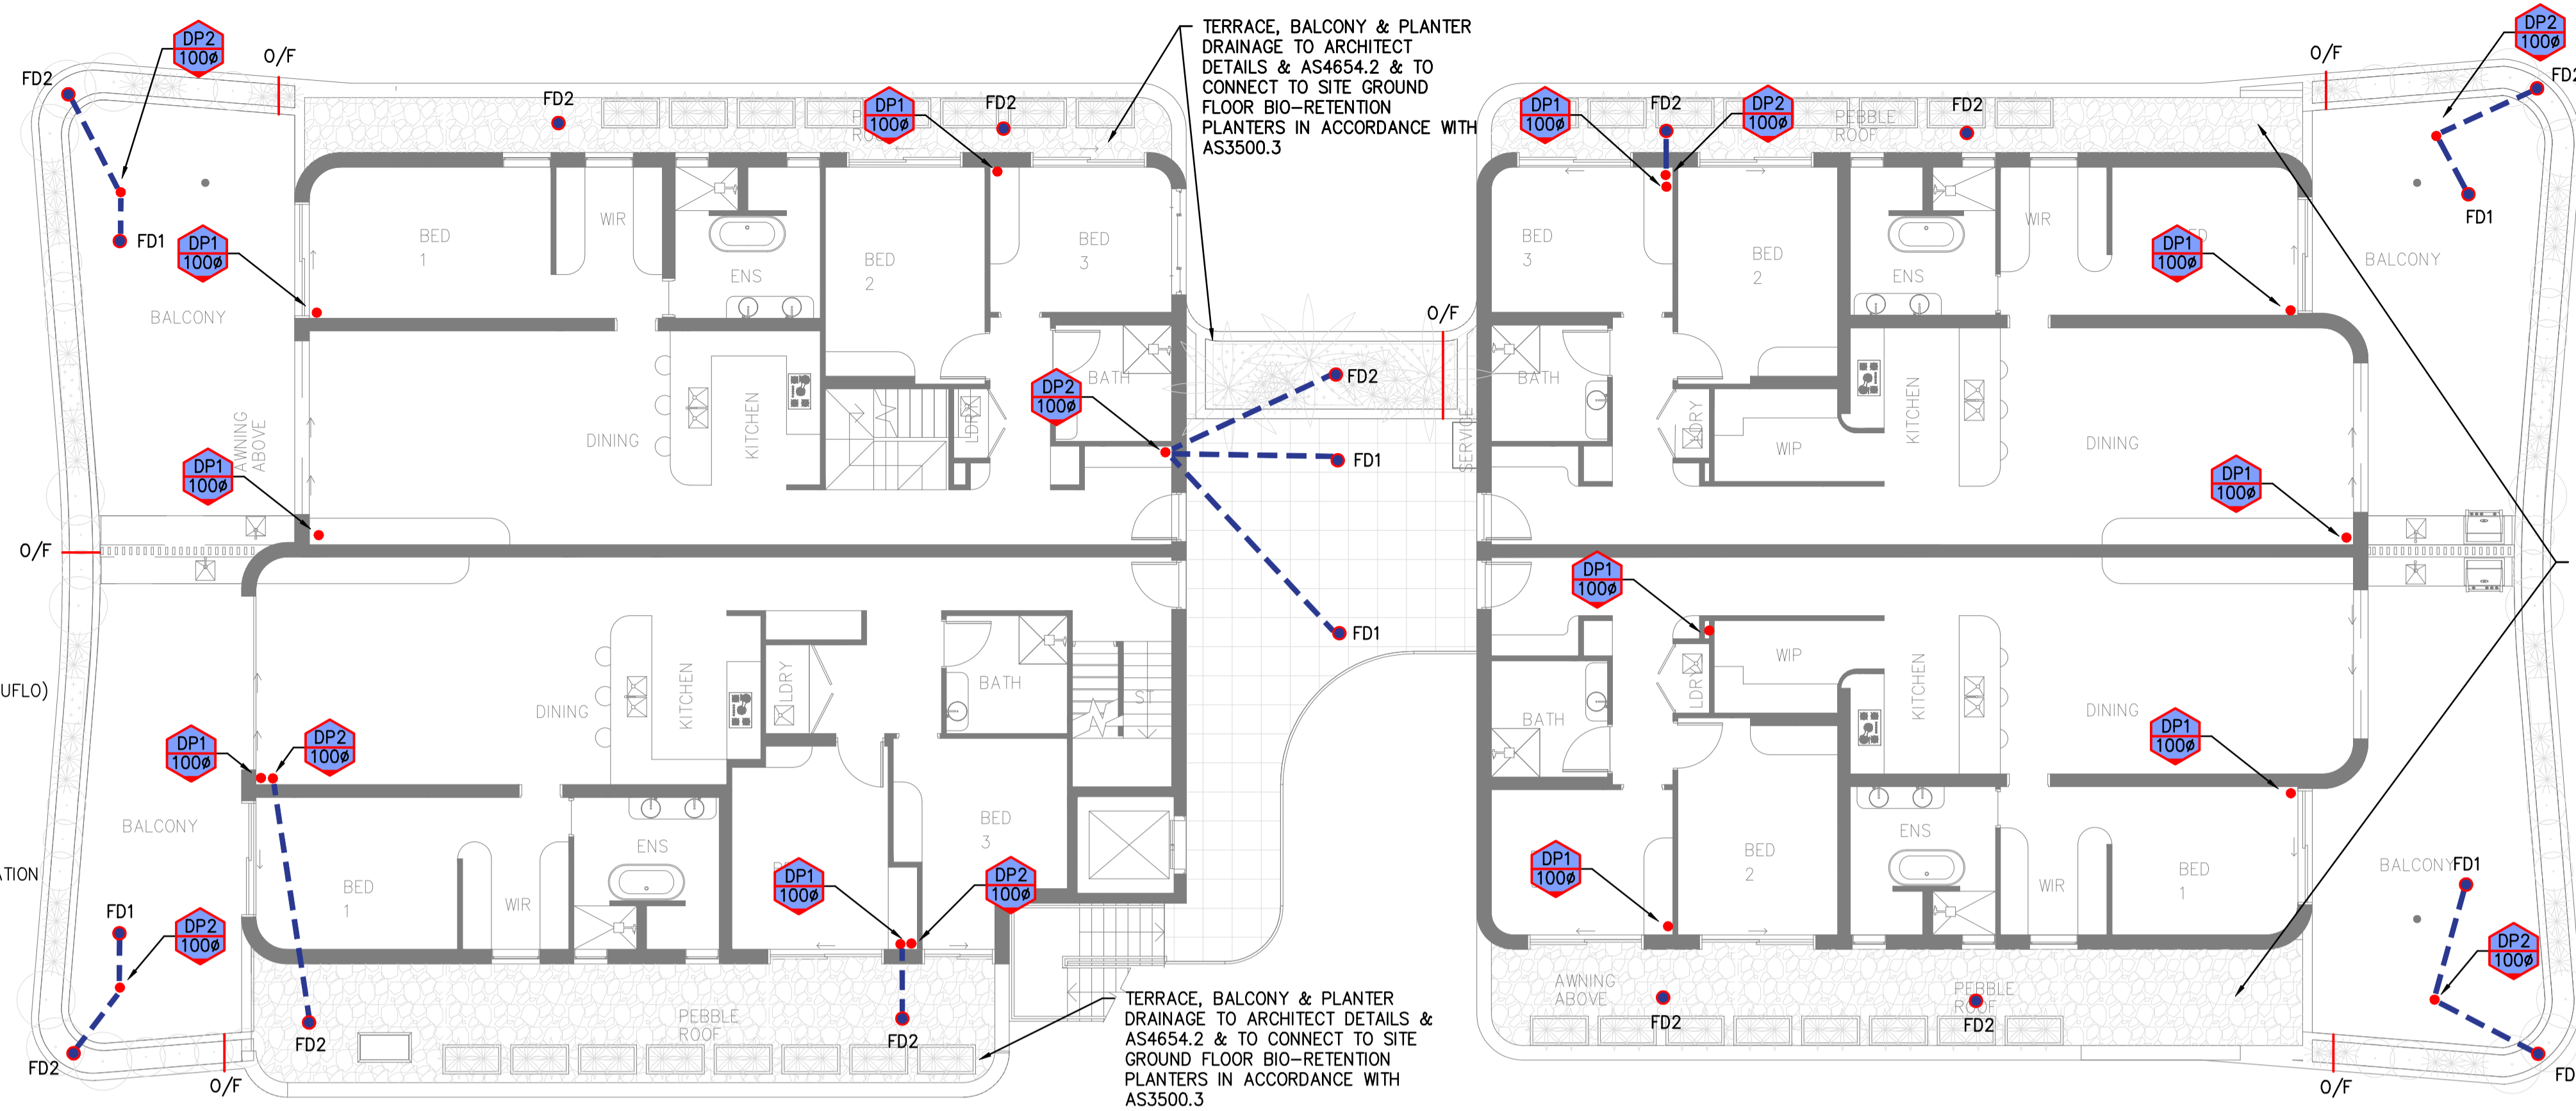 DP2
100ø
O/F
FD2
TERRACE, BALCONY & PLANTER
DRAINAGE TO ARCHITECT
DETAILS & AS4654.2 & TO
CONNECT TO SITE GROUND
FLOOR BIO-RETENTION
PLANTERS IN ACCORDANCE WITH
AS3500.3
FD2
DP1
100ø
FD2
DP1
100ø
FD2
DP2
100ø
PEBBLE
ROOF
FD2
O/F
DP2
100ø
FD1
DP1
100ø
BALCONY
BED
1
WIR
ENS
BED
2
BED
3
BED
3
BED
2
ENS
WIR
DP1
100ø
FD1
BALCONY
O/F
AWNING
ABOVE
DP1
100ø
DINING
KITCHEN
LDRY
DP2
100ø
BATH
FD2
FD1
SERVICE
BATH
LDRY
WIP
KITCHEN
DINING
DP1
100ø
O/F
FD1
DP1
100ø
UFLO)
DP1
100ø
DP2
100ø
DINING
KITCHEN
LDRY
BATH
ST
BATH
LDRY
WIP
KITCHEN
DINING
DP1
100ø
BALCONY
BED
1
WIR
ENS
DP1
100ø
BED
3
DP2
100ø
DP1
100ø
BED
2
ENS
WIR
BED
1
BALCONY
FD1
ATION
FD1
DP2
100ø
DP2
100ø
FD2
O/F
FD2
PEBBLE
ROOF
FD2
TERRACE, BALCONY & PLANTER
DRAINAGE TO ARCHITECT DETAILS &
AS4654.2 & TO CONNECT TO SITE
GROUND FLOOR BIO-RETENTION
PLANTERS IN ACCORDANCE WITH
AS3500.3
AWNING
ABOVE
FD2
PEBBLE
ROOF
FD2
O/F
FD